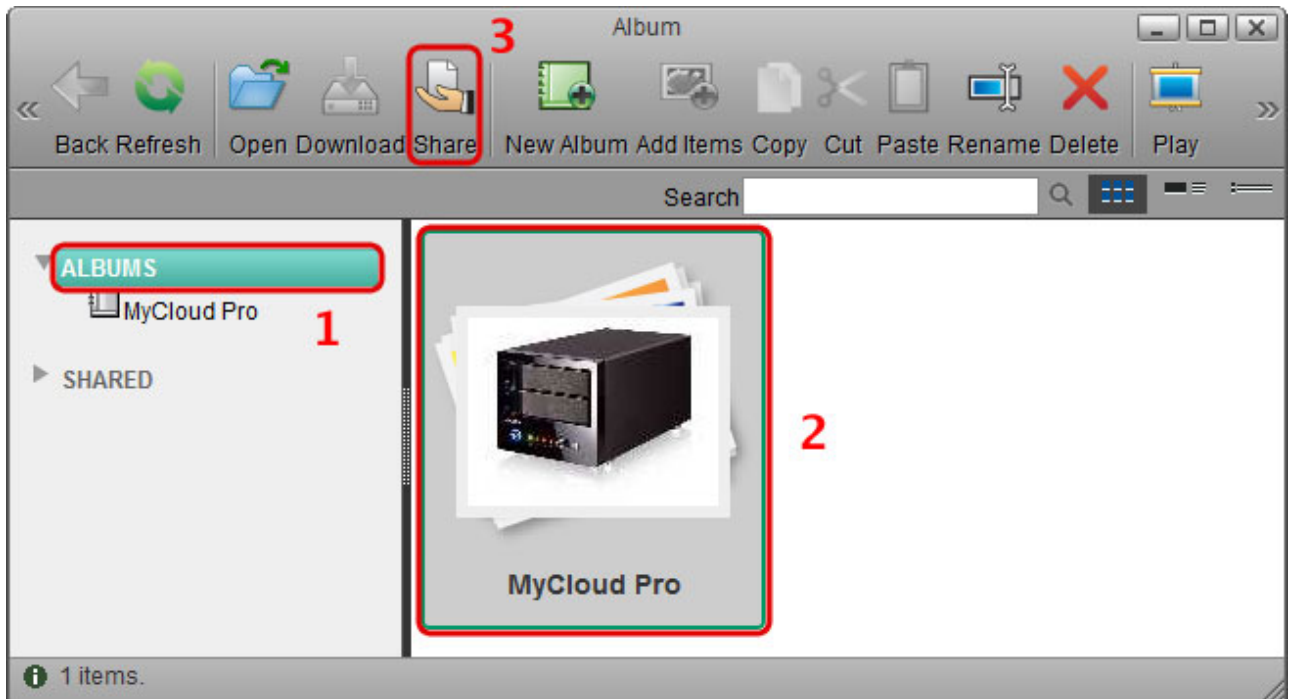 Album
3
Back Refresh Open Download Share New Album Add Items Copy Cut Paste Rename Delete Play
Search
ALBUMS
MyCloud Pro
1
SHARED
2
MyCloud Pro
1 items.